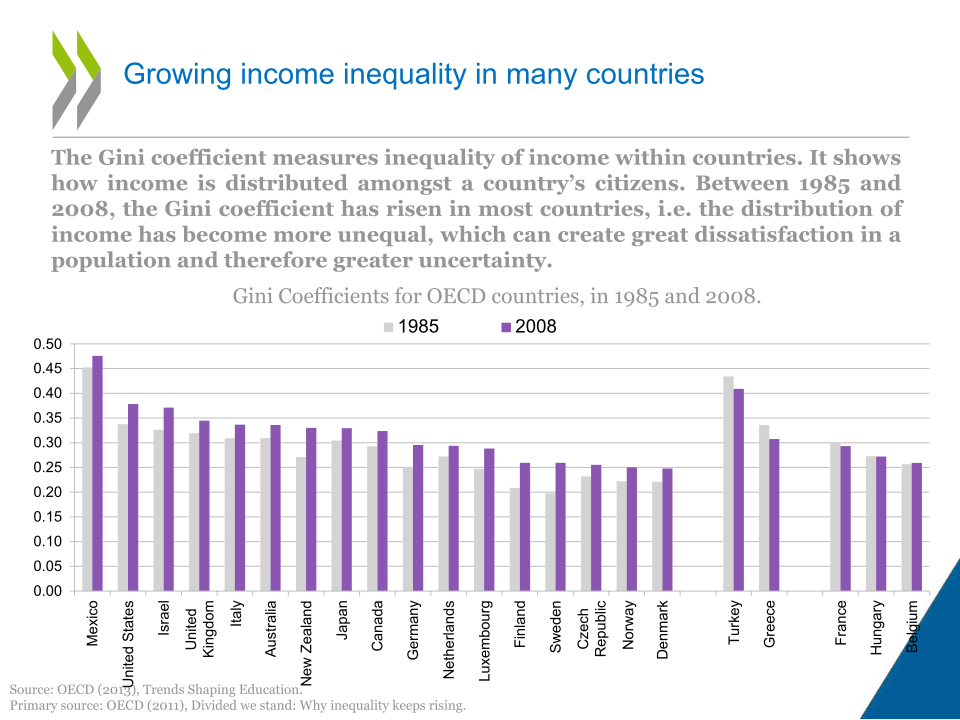 Growing income inequality in many countries
The Gini coefficient measures inequality of income within countries. It shows
how income is distributed amongst a country’s citizens. Between 1985 and
2008, the Gini coefficient has risen in most countries, i.e. the distribution of
income has become more unequal, which can create great dissatisfaction in a
population and therefore greater uncertainty.
Gini Coefficients for OECD countries, in 1985 and 2008.
1985 2008
0.50
0.45
0.40
0.35
0.30
0.25
0.20
0.15
0.10
0.05
0.00
Mexico
United States
Israel
United
Kingdom
Italy
Australia
New Zealand
Japan
Canada
Germany
Netherlands
Luxembourg
Finland
Sweden
Czech
Republic
Norway
Denmark
Turkey
Greece
France
Hungary
Belgium
Source: OECD (2013), Trends Shaping Education.
Primary source: OECD (2011), Divided we stand: Why inequality keeps rising.